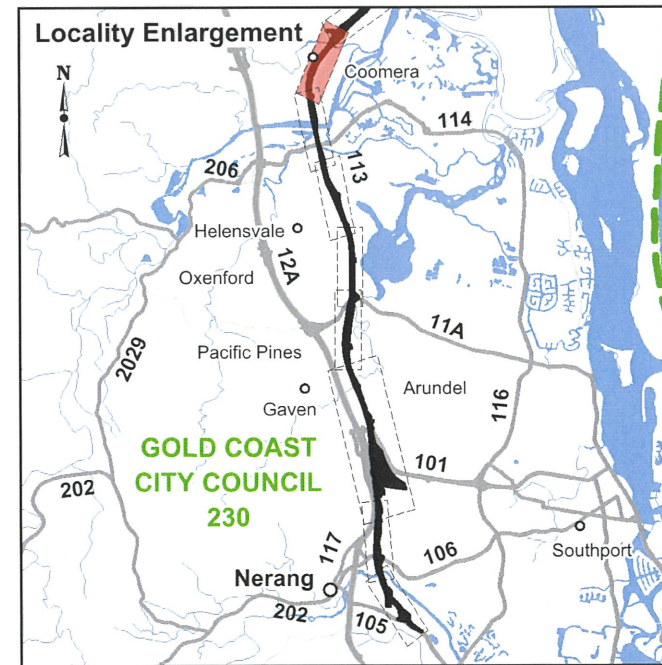 Locality Enlargement
N
Coomera
114
206
113
Helensvale
12A
Oxenford
11A
2029
Pacific Pines
Arundel
116
Gaven
GOLD COAST
CITY COUNCIL
230
101
202
117
106
Southport
Nerang
202
105